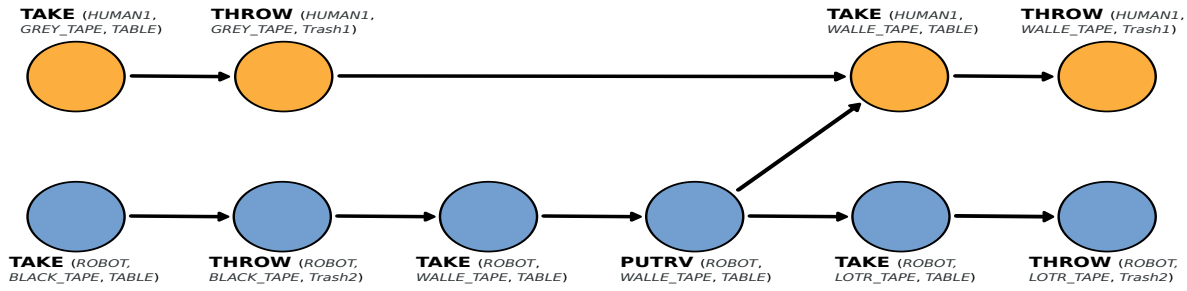 TAKE (HUMAN1,
GREY_TAPE, TABLE)
THROW (HUMAN1,
GREY_TAPE, Trash1)
TAKE (HUMAN1,
WALLE_TAPE, TABLE)
THROW (HUMAN1,
WALLE_TAPE, Trash1)
TAKE (ROBOT,
BLACK_TAPE, TABLE)
THROW (ROBOT,
BLACK_TAPE, Trash2)
TAKE (ROBOT,
WALLE_TAPE, TABLE)
PUTRV (ROBOT,
WALLE_TAPE, TABLE)
TAKE (ROBOT,
LOTR_TAPE, TABLE)
THROW (ROBOT,
LOTR_TAPE, Trash2)